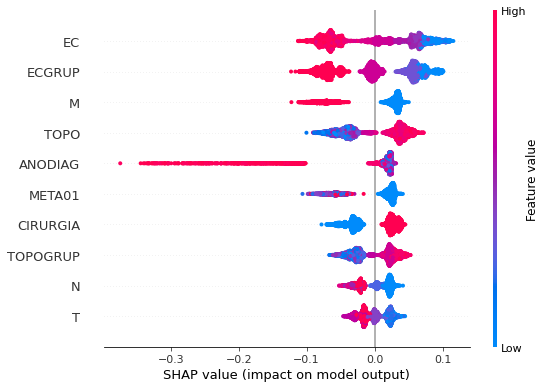 High
EC
ECGRUP
M
TOPO
ANODIAG
META01
CIRURGIA
TOPOGRUP
N
T
Feature value
Low
−0.3 −0.2 −0.1 0.0 0.1
SHAP value (impact on model output)